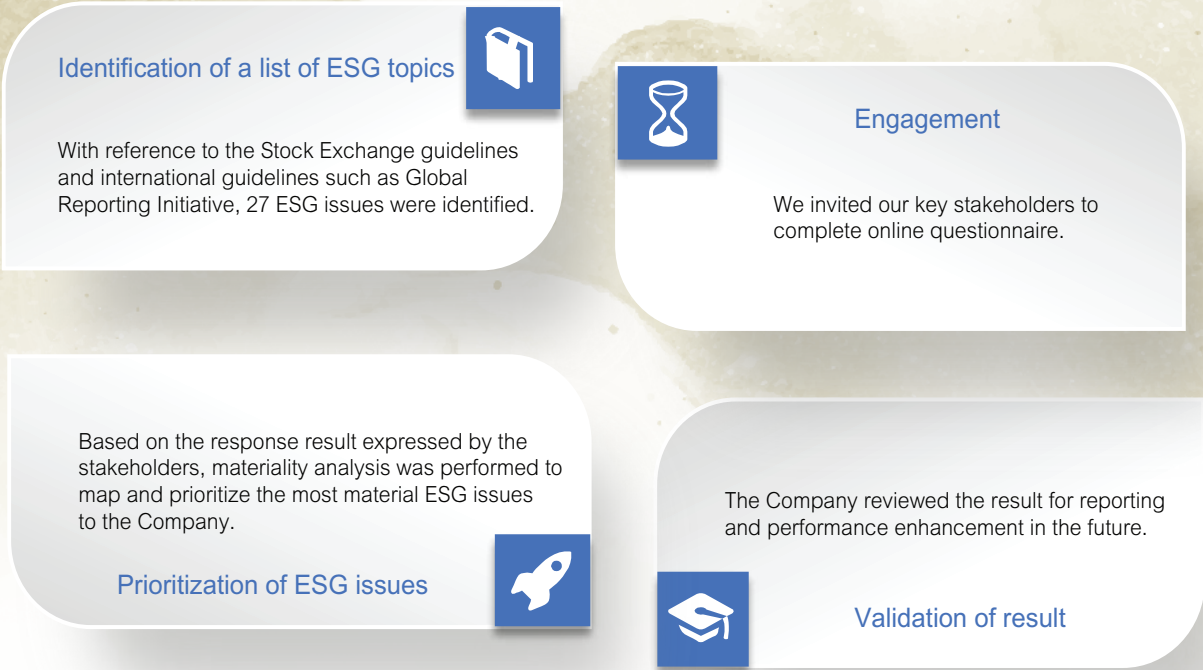 Identification of a list of ESG topics
With reference to the Stock Exchange guidelines
and international guidelines such as Global
Reporting Initiative, 27 ESG issues were identified.
Engagement
We invited our key stakeholders to
complete online questionnaire.
Based on the response result expressed by the
stakeholders, materiality analysis was performed to
map and prioritize the most material ESG issues
to the Company.
Prioritization of ESG issues
The Company reviewed the result for reporting
and performance enhancement in the future.
Validation of result